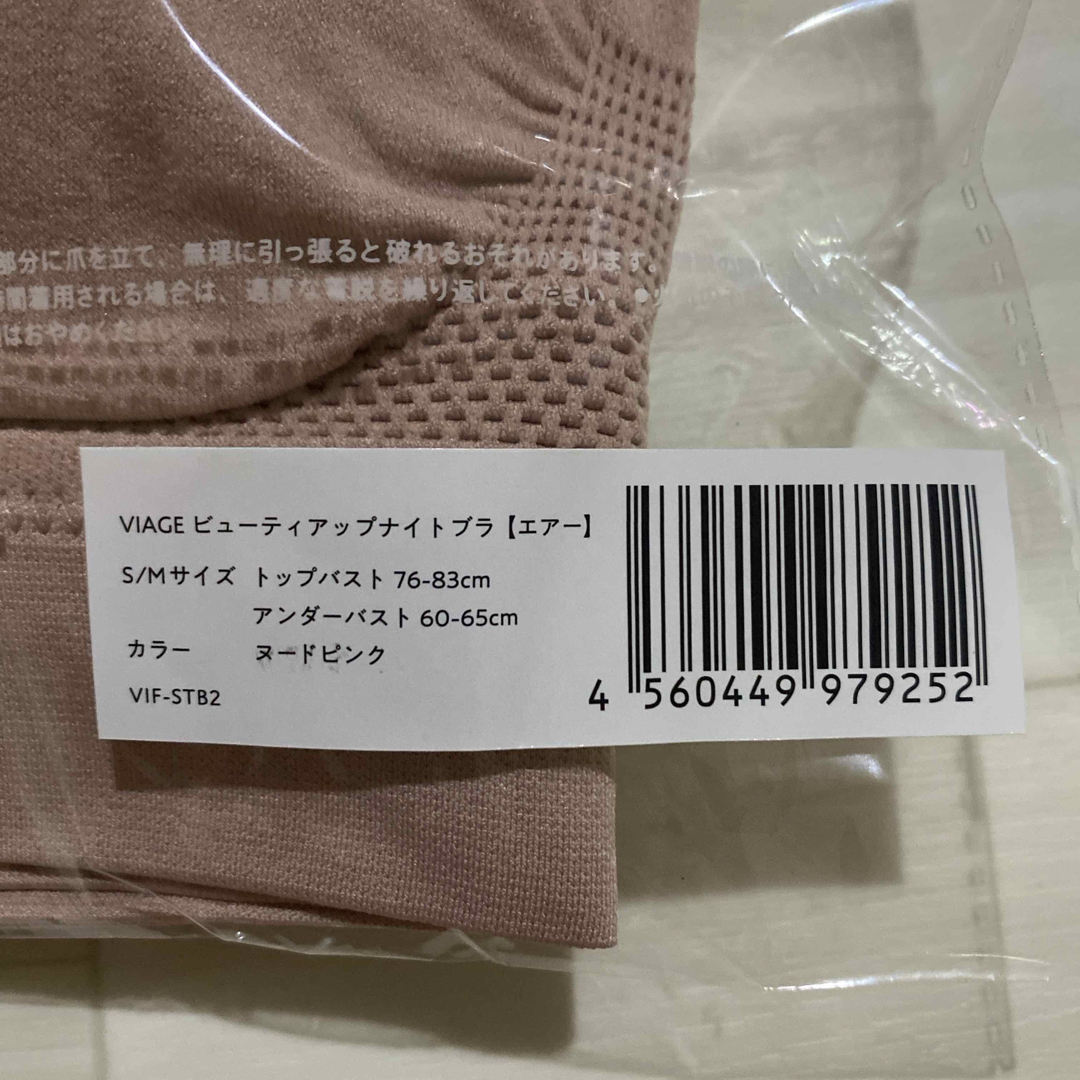 部分に爪を立て、無理に引っ張ると破れるおそれがあります。
間着用される場合は、適度な着脱を繰り返してください。●
はおやめください
VIAGE ビューティアップナイトブラ【エアー】
S/Mサイズ トップバスト 76-83cm
アンダーバスト 60-65cm
カラー ヌードピンク
VIF-STB2
4 560449 979252